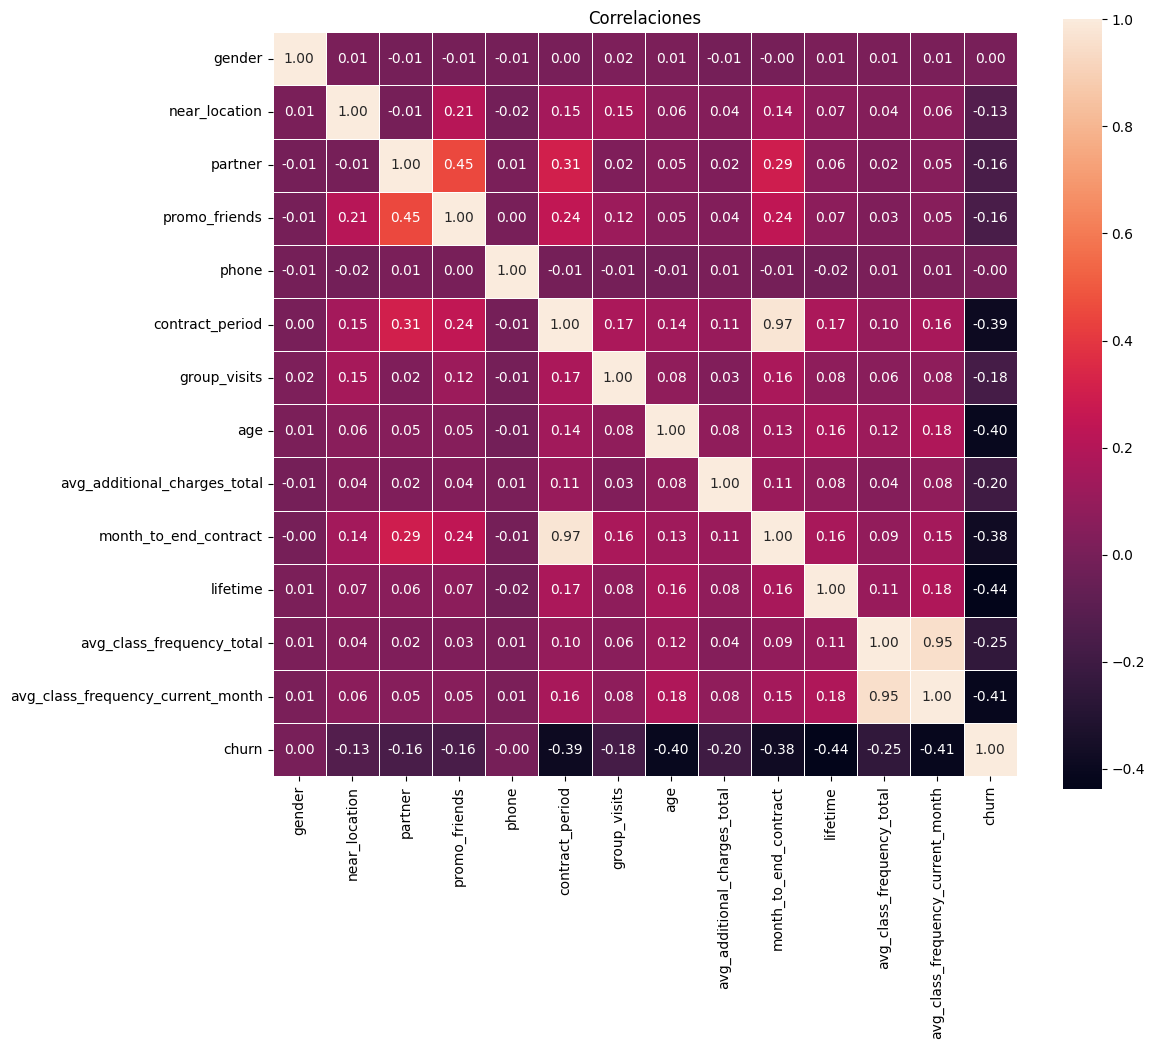 Correlaciones
gender 1.00 0.01 -0.01 -0.01 -0.01 0.00 0.02 0.01 -0.01 -0.00 0.01 0.01 0.01 0.00
near_location 0.01 1.00 -0.01 0.21 -0.02 0.15 0.15 0.06 0.04 0.14 0.07 0.04 0.06 -0.13
partner -0.01 -0.01 1.00 0.45 0.01 0.31 0.02 0.05 0.02 0.29 0.06 0.02 0.05 -0.16
promo_friends -0.01 0.21 0.45 1.00 0.00 0.24 0.12 0.05 0.04 0.24 0.07 0.03 0.05 -0.16
phone -0.01 -0.02 0.01 0.00 1.00 -0.01 -0.01 -0.01 0.01 -0.01 -0.02 0.01 0.01 -0.00
contract_period 0.00 0.15 0.31 0.24 -0.01 1.00 0.17 0.14 0.11 0.97 0.17 0.10 0.16 -0.39
group_visits 0.02 0.15 0.02 0.12 -0.01 0.17 1.00 0.08 0.03 0.16 0.08 0.06 0.08 -0.18
age 0.01 0.06 0.05 0.05 -0.01 0.14 0.08 1.00 0.08 0.13 0.16 0.12 0.18 -0.40
avg_additional_charges_total -0.01 0.04 0.02 0.04 0.01 0.11 0.03 0.08 1.00 0.11 0.08 0.04 0.08 -0.20
month_to_end_contract -0.00 0.14 0.29 0.24 -0.01 0.97 0.16 0.13 0.11 1.00 0.16 0.09 0.15 -0.38
lifetime 0.01 0.07 0.06 0.07 -0.02 0.17 0.08 0.16 0.08 0.16 1.00 0.11 0.18 -0.44
avg_class_frequency_total 0.01 0.04 0.02 0.03 0.01 0.10 0.06 0.12 0.04 0.09 0.11 1.00 0.95 -0.25
avg_class_frequency_current_month 0.01 0.06 0.05 0.05 0.01 0.16 0.08 0.18 0.08 0.15 0.18 0.95 1.00 -0.41
churn 0.00 -0.13 -0.16 -0.16 -0.00 -0.39 -0.18 -0.40 -0.20 -0.38 -0.44 -0.25 -0.41 1.00
gender
near_location
partner
promo_friends
phone
contract_period
group_visits
age
avg_additional_charges_total
month_to_end_contract
lifetime
avg_class_frequency_total
avg_class_frequency_current_month
churn
1.0
0.8
0.6
0.4
0.2
0.0
−0.2
−0.4